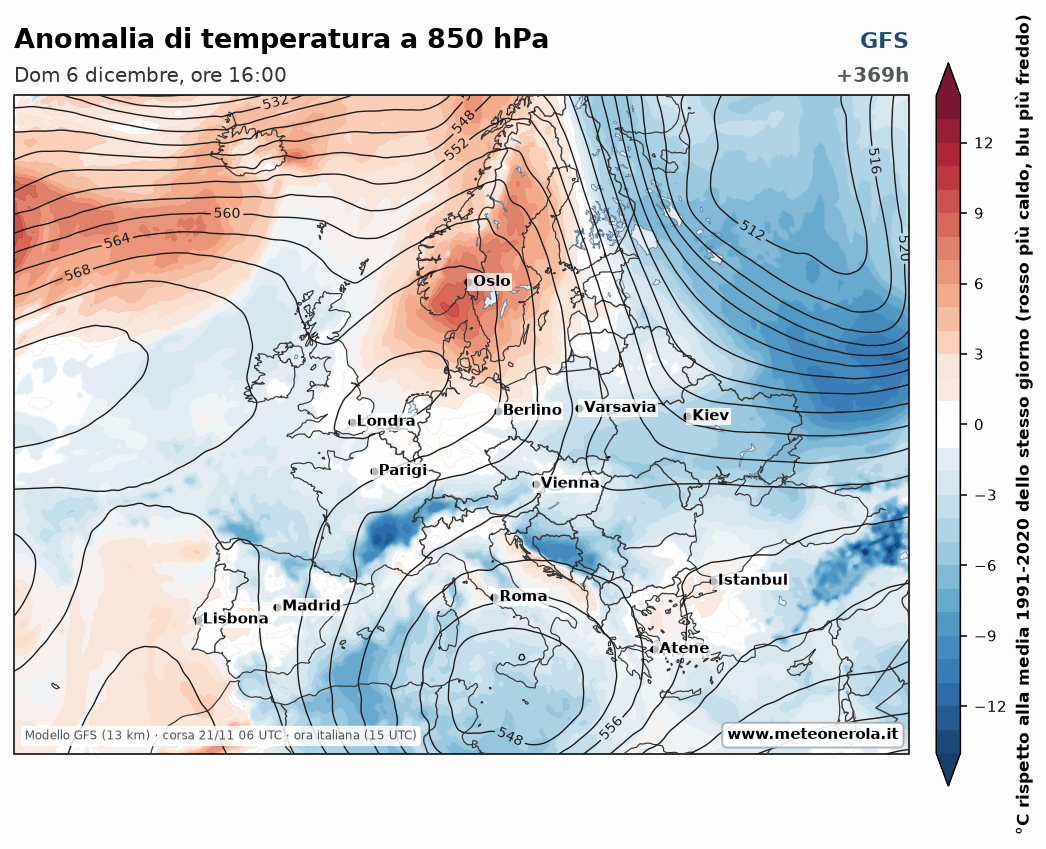 Anomalia di temperatura a 850 hPa
GFS
Dom 6 dicembre, ore 16:00
+369h
532
548
552
516
560
512
564
520
568
Oslo
Londra
Berlino
Varsavia
Kiev
Parigi
Vienna
Istanbul
Roma
Madrid
Lisbona
Atene
556
548
Modello GFS (13 km) · corsa 21/11 06 UTC · ora italiana (15 UTC)
www.meteonerola.it
12
9
6
3
0
−3
−6
−9
−12
°C rispetto alla media 1991-2020 dello stesso giorno (rosso più caldo, blu più freddo)